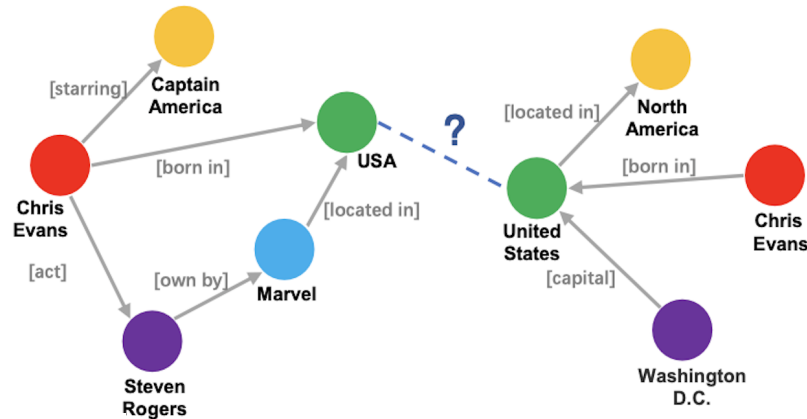 [starring]
Captain
America
USA
[born in]
Chris
Evans
[located in]
[act]
[own by]
Marvel
Steven
Rogers
?
[located in]
North
America
[born in]
United
States
Chris
Evans
[capital]
Washington
D.C.